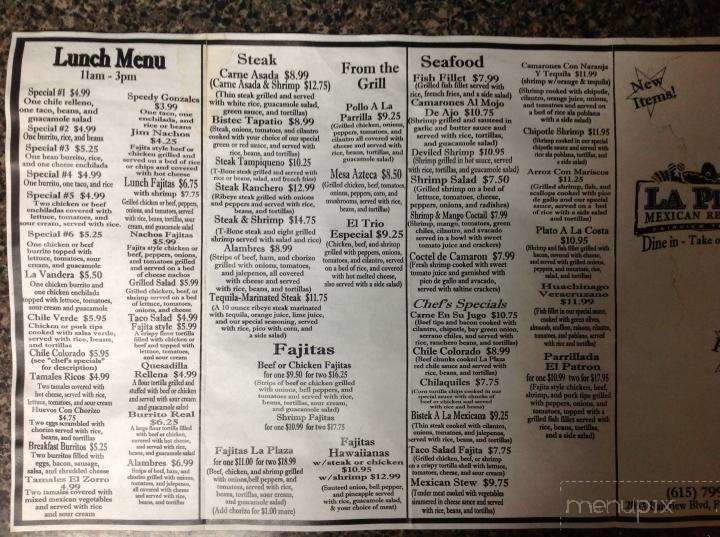 Lunch Menu
11am - 3pm
Special #1 $4.99
One chile relleno,
one taco, beans, and
guacamole salad
Special #2 $4.99
One burrito, rice, and beans
Special #3 $5.25
One bean burrito, rice,
and one cheese enchilada
Special #4 $4.99
One burrito, one taco, and rice
Special #5 $4.99
Two cheese or beef
enchiladas covered with
lettuce, tomatoes, and
sour cream, served with rice.
Special #6 $5.25
One chicken or beef
burrito topped with
lettuce, tomatoes, sour
cream, and guacamole
La Vandera $5.50
One chicken burrito and
one chicken enchilada
topped with lettuce, tomatoes,
sour cream and guacamole
Chile Verde $5.95
Chicken or pork tips
covered with salsa verde,
served with rice, beans,
and tortillas
Chile Colorado $5.95
(see "chef's specials"
for description)
Tamales Ricos $4.99
Two tamales covered with
hot cheese, served with rice,
lettuce, tomatoes, and sour cream
Huevos Con Chorizo
$4.75
Two eggs scrambled with
chorizo served with rice,
beans, and tortillas
Breakfast Burritos $5.25
Two burritos filled with
eggs, bacon, sausage,
salsa, and shredded cheese
Tamales El Zorro
4.99
Two tamales covered with
mixed mexican vegetables
and served with rice
and sour cream
Speedy Gonzales
$3.99
One taco, one
enchilada, and
rice or beans
Jim Nachos
$4.25
Fajita style beef or
chicken grilled and
served on a bed of rice
or chips and covered
with hot cheese
Lunch Fajitas $6.75
with shrimp $7.75
Grilled chicken or beef, peppers,
onions, and tomatoes, served
with rice, beans, tortillas, sour
cream, and guacamole salad
Nachos Fajitas
$5.99
Fajita style chicken or
beef, peppers, onions,
and tomatoes grilled
and served on a bed
of cheese nachos
Grilled Salad $5.99
Grilled chicken, beef, or
shrimp served on a bed
of lettuce, tomatoes,
onions, and cheese
Taco Salad $4.99
Fajita style $5.99
A crispy flour tortilla
filled with chicken or
beef and topped with
lettuce, tomatoes,
and sour cream
Quesadilla
Rellena $4.99
A flour tortilla grilled and
stuffed with beef or chicken
and served with rice, beans,
and guacamole salad
Burrito Real
$6.25
A large flour tortilla filled
with beef or chicken,
covered with hot cheese,
and served with rice,
beans, and tortillas
Alambres $6.99
Strips of beef, ham, and
chorizo grilled with onions,
tomatoes, and jalapenos,
all covered with cheese
and served with rice,
beans, and tortillas
Steak
Carne Asada $8.99
(Carne Asada & Shrimp $12.75)
(Thin steak grilled and served
with white rice, guacamole salad,
green sauce, and tortillas)
Bistec Tapatio $8.99
(Steak, onions, tomatoes, and cilantro
cooked with your choice of our special
green or red sauce, and served with
rice, beans, and tortillas)
Steak Tampiqueno $10.25
(T-Bone steak grilled and served with
rice or beans, salad, and french fries)
Steak Ranchero $12.99
(Ribeye steak grilled with onions
and peppers and served with rice,
beans, and tortillas)
Steak & Shrimp $14.75
(T-Bone steak and eight grilled
shrimp served with salad and rice)
Alambres $8.99
(Strips of beef, ham, and chorizo
grilled with onions, tomatoes,
and jalepenos, all covered
with cheese and served with
rice, beans, and tortillas)
Tequila-Marinated Steak $11.75
(A 10 ounce ribeye steak marinated
with tequila, orange juice, lime juice,
and our special seasoning, served
with rice, pico with corn, and
a side salad)
From the
Grill
Pollo A La
Parrilla $9.25
(Grilled chicken, onions,
peppers, tomatoes, and
cilantro all covered with
cheese and served with
rice, beans, tortillas, and
guacamole salad)
Mesa Azteca $8.50
(Grilled chicken, beef, tomatoes,
onions, peppers, corn, and
mushrooms, served with rice,
beans, and tortillas)
El Trio
Especial $9.25
(Chicken, beef, and shrimp
grilled with peppers, onions,
tomatoes, and cilantro, served
on a bed of rice, and covered
with hot melted cheese,
also served with a side salad)
Fajitas
Beef or Chicken Fajitas
for one $9.50 for two $16.25
(Strips of beef or chicken grilled
with onions, bell peppers, and
tomatoes, and served with rice,
beans, tortillas, sour cream,
and guacamole salad)
Shrimp Fajitas
for one $10.99 for two $17.75
Fajitas La Plaza
for one $11.00 for two $18.99
(Beef, chicken, and shrimp grilled
with onions, bell peppers, and
tomatoes, and served with rice,
beans, tortillas, sour cream,
and guacamole salad)
(Add chorizo for $1.00 more)
Fajitas
Hawaiianas
w/steak or chicken
$10.95
w/shrimp $12.99
(Sauteed onion, bell pepper,
and pineapple served
with rice, guacamole salad,
& your choice of meat)
Seafood
Fish Fillet $7.99
(Grilled fish fillet served with
rice, french fries, and a side salad)
Camarones Al Mojo
De Ajo $10.75
(Shrimp grilled and sauteed in
garlic and butter sauce and
served with rice, tortillas,
and guacamole salad)
Deviled Shrimp $10.95
(Shrimp grilled in hot sauce, served
with rice, tortillas, and guacamole salad)
Shrimp Salad $7.50
(Grilled shrimp on a bed of
lettuce, tomatoes, cheese,
peppers, onions, and radishes)
Shrimp & Mango Coctail $7.99
(Shrimp, mango, tomatoes, green
chiles, cilantro, and avocado
served in a bowl with sweet
tomato juice and crackers)
Coctel de Camaron $7.99
(Fresh shrimp cooked with sweet
tomato juice and garnished with
pico de gallo and avocado,
served with saltine crackers)
Chef's Specials
Carne En Su Jugo $10.75
(Beef tips and bacon cooked with
cilantro, chipotle, bay green onion,
serrano chiles, and served with
rice, ranchero beans, and tortillas)
Chile Colorado $8.99
(Beef chunks cooked La Plaza
red chile sauce and served with
rice, beans, and tortillas)
Chilaquiles $7.75
(Corn tortilla chips cooked in our
special sauce with chunks of
beef or chicken and served
with rice and beans)
Bistek A La Mexicana $9.25
(Thin steak cooked with cilantro,
onions, tomatoes, and jalepenos,
served with rice, beans, and tortillas)
Taco Salad Fajita $7.75
(Grilled chicken, beef, or shrimp
on a crispy tortilla shell with lettuce,
tomatoes, cheese, and sour cream)
Mexican Stew $9.75
(Tender meat cooked with vegetables
simmered in cheese sauce and
served with rice, beans, and tortillas)
Camarones Con Naranja
Y Tequila $11.99
(shrimp w/orange & tequila)
(Shrimp cooked with chipotle,
cilantro, orange juice, onions,
and tomatoes and served on
a bed of rice ala poblana
with a side salad)
Chipotle Shrimp $11.95
(Shrimp cooked in our special
chipotle sauce and served with
rice ala poblana, tortillas, and
a side salad)
Arroz Con Mariscos
$11.25
(Grilled shrimp, fish, and
scallops cooked with pico
de gallo and our special
sauce, served on a bed
of rice with a side salad
and tortillas)
Plato A La Costa
$10.95
(Shrimp and fish fillet grilled with
bacon, covered with cheese,
and served with grilled onions,
peppers, and tomatoes, rice,
tortillas, and salad)
Huachinago
Veracruzano
$11.99
(Fish fillet in our special sauce,
cooked with green olives,
almonds, scallion, raisins, cilantro,
tomatoes, and potatoes, served
with rice, tortillas, and side salad)
Parrillada
El Patron
for one $10.99 two for $17.95
(Fajita style chicken, beef,
shrimp, and pork tips grilled
with peppers, onions, and
tomatoes, topped with a
grilled fish fillet served with
rice, beans, tortillas,
and a side salad)
New
Items!
LA P
MEXICAN RE
Dine in - Take o
(615) 799
view Blvd, F
menupix